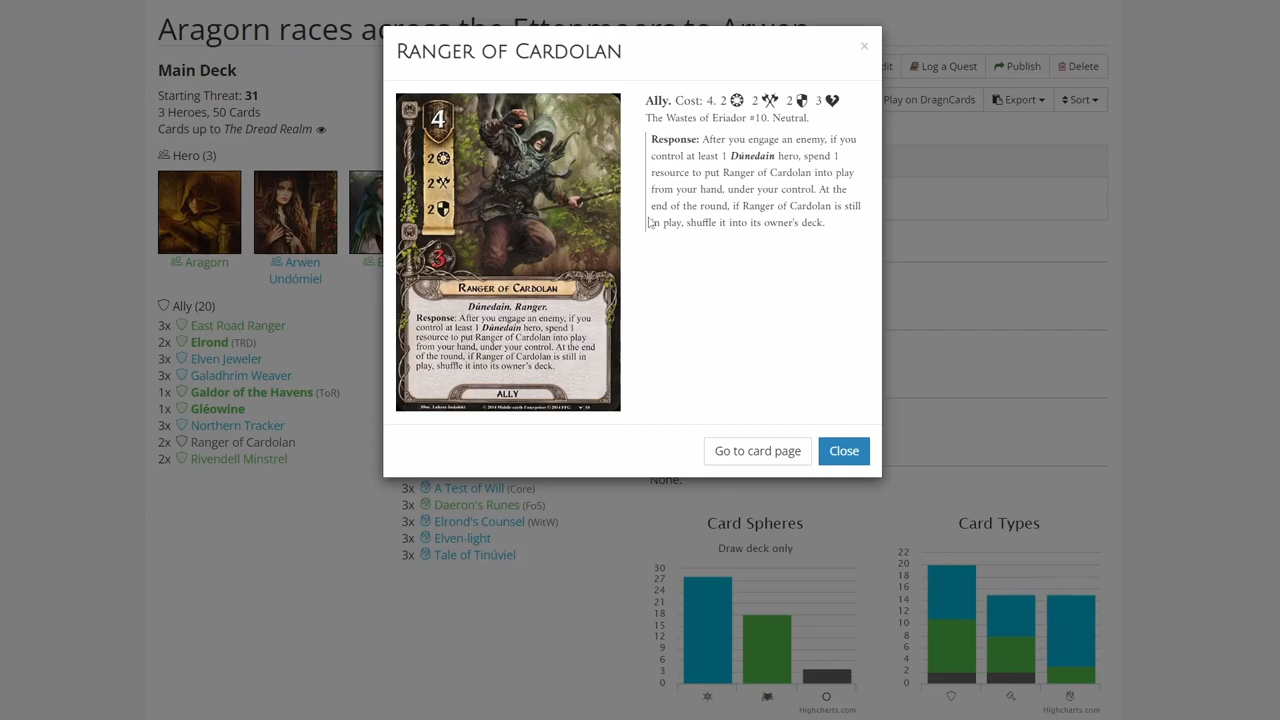 Aragorn races across the Ettenmoors to Arwen
Main Deck
Starting Threat: 31
3 Heroes, 50 Cards
Cards up to The Dread Realm
Hero (3)
Aragorn
Arwen
Undómiel
Ally (20)
3x East Road Ranger
2x Elrond (TRD)
3x Elven Jeweler
3x Galadhrim Weaver
1x Galdor of the Havens (ToR)
1x Gléowine
3x Northern Tracker
2x Ranger of Cardolan
2x Rivendell Minstrel
3x A Test of Will (Core)
3x Daeron's Runes (FoS)
3x Elrond's Counsel (WitW)
3x Elven-light
3x Tale of Tinúviel
Log a Quest
Publish
Delete
Play on DragnCards
Export
Sort
Ranger of Cardolan
×
4
2
2
2
3
Ranger of Cardolan
Dúnedain. Ranger.
Response: After you engage an enemy, if you
control at least 1 Dúnedain hero, spend 1
resource to put Ranger of Cardolan into play
from your hand, under your control. At the end
of the round, if Ranger of Cardolan is still in
play, shuffle it into its owner's deck.
ALLY
Ally. Cost: 4. 2 2 2 3
The Wastes of Eriador #10. Neutral.
Response: After you engage an enemy, if you
control at least 1 Dúnedain hero, spend 1
resource to put Ranger of Cardolan into play
from your hand, under your control. At the
end of the round, if Ranger of Cardolan is still
in play, shuffle it into its owner's deck.
Go to card page
Close
None.
Card Spheres
Draw deck only
30
27
24
21
18
15
12
9
6
3
0
Highcharts.com
Card Types
22
20
18
16
14
12
10
8
6
4
2
0
Highcharts.com